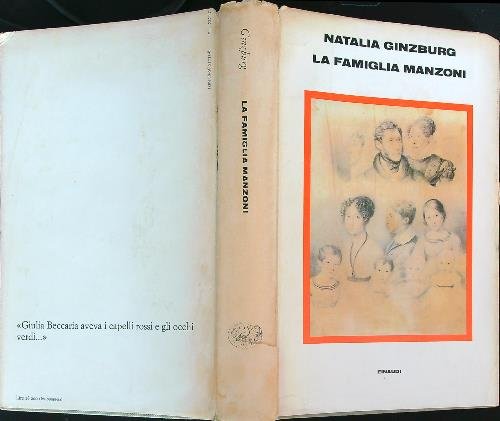 «Giulia Beccaria aveva i capelli rossi e gli occhi
verdi...»
Ginzburg
LA FAMIGLIA MANZONI
NATALIA GINZBURG
LA FAMIGLIA MANZONI
EINAUDI